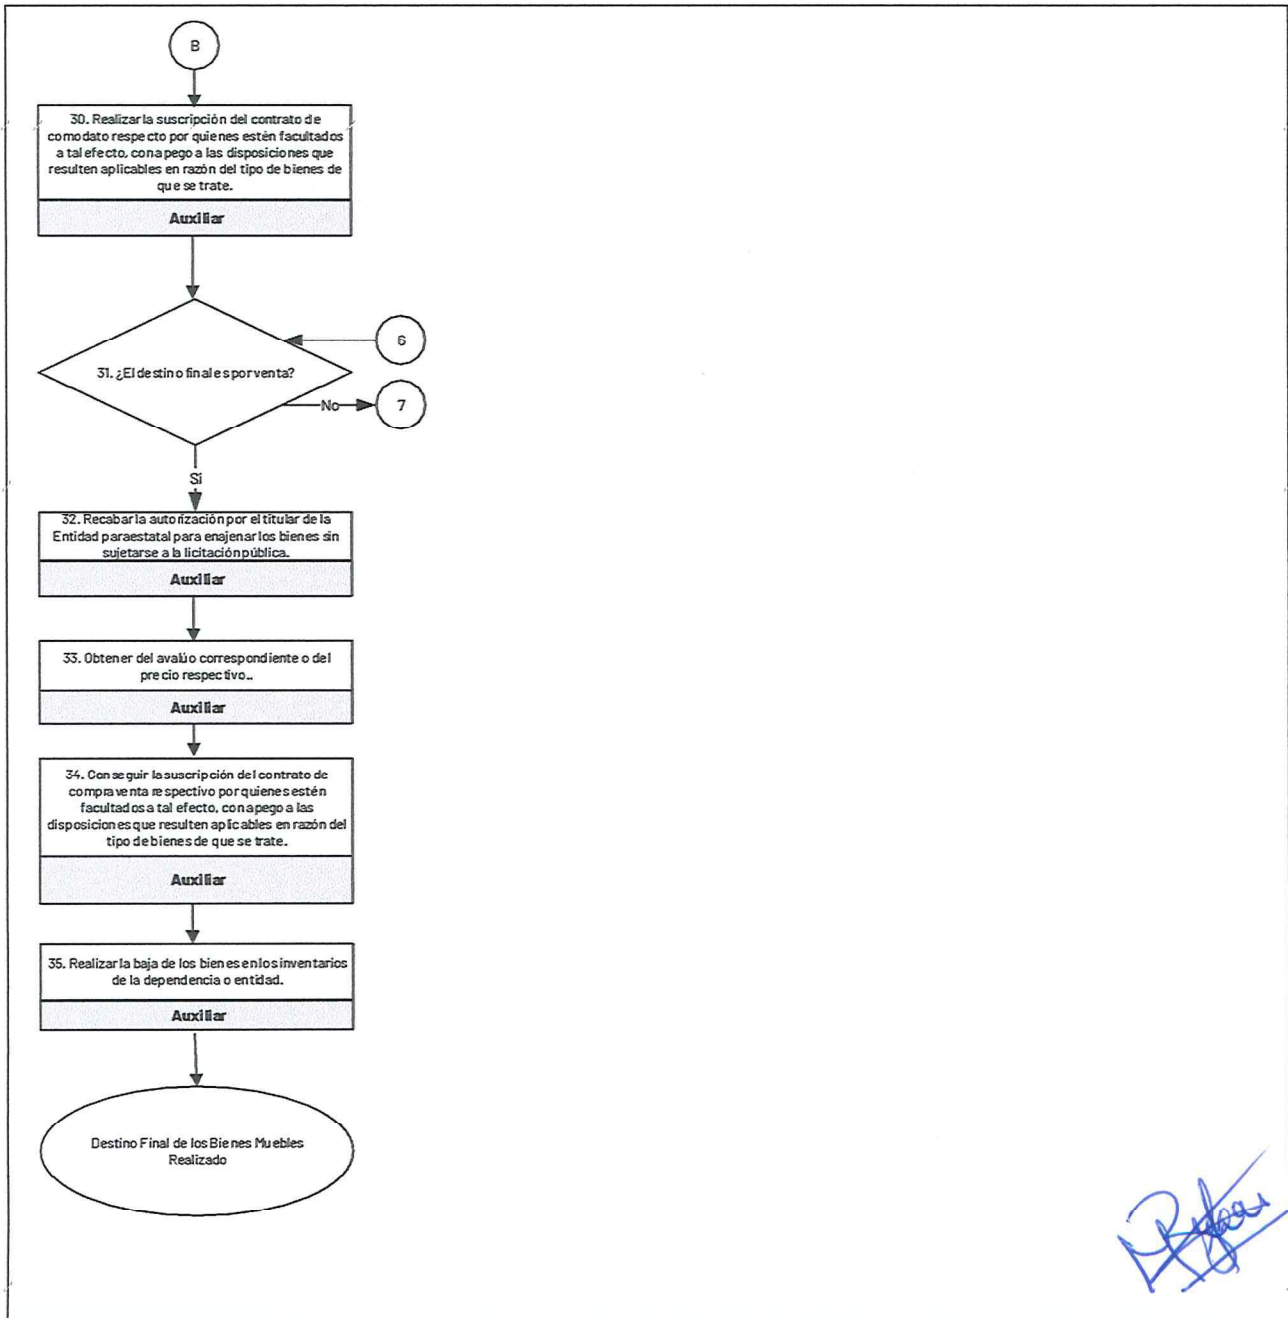 B
30. Realizar la suscripción del contrato de
comodato respecto por quienes estén facultados
a tal efecto, con apego a las disposiciones que
resulten aplicables en razón del tipo de bienes de
que se trate.
Auxiliar
6
31. ¿El destino final es por venta?
No
7
Sí
32. Recabar la autorización por el titular de la
Entidad paraestatal para enajenar los bienes sin
sujetarse a la licitación pública.
Auxiliar
33. Obtener del avalúo correspondiente o del
precio respectivo..
Auxiliar
34. Conseguir la suscripción del contrato de
compraventa respectivo por quienes estén
facultados a tal efecto, con apego a las
disposiciones que resulten aplicables en razón del
tipo de bienes de que se trate.
Auxiliar
35. Realizar la baja de los bienes en los inventarios
de la dependencia o entidad.
Auxiliar
Destino Final de los Bienes Muebles
Realizado